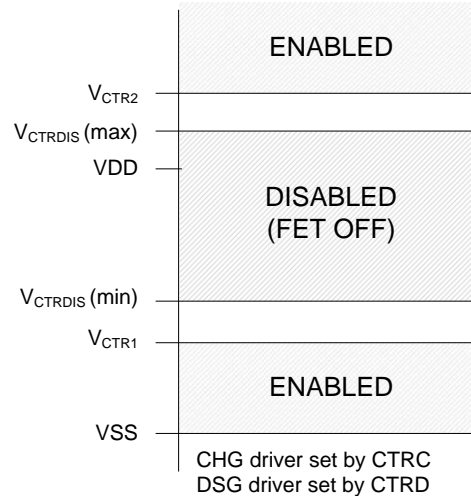 ENABLED
VCTR2
VCTRDIS (max)
VDD
DISABLED
(FET OFF)
VCTRDIS (min)
VCTR1
ENABLED
VSS
CHG driver set by CTRC
DSG driver set by CTRD